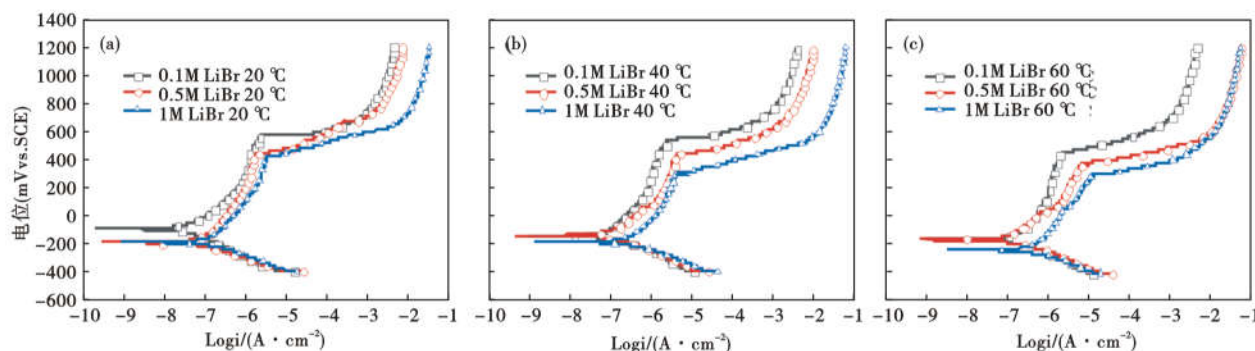 电位(mVvs.SCE)
1400
1200
1000
800
600
400
200
0
−200
−400
−600
(a)
0.1M LiBr 20 ℃
0.5M LiBr 20 ℃
1M LiBr 20 ℃
−10 −9 −8 −7 −6 −5 −4 −3 −2 −1
Logi/(A · cm−2)
(b)
0.1M LiBr 40 ℃
0.5M LiBr 40 ℃
1M LiBr 40 ℃
−10 −9 −8 −7 −6 −5 −4 −3 −2 −1
Logi/(A · cm−2)
(c)
0.1M LiBr 60 ℃
0.5M LiBr 60 ℃
1M LiBr 60 ℃
−10 −9 −8 −7 −6 −5 −4 −3 −2 −1
Logi/(A · cm−2)